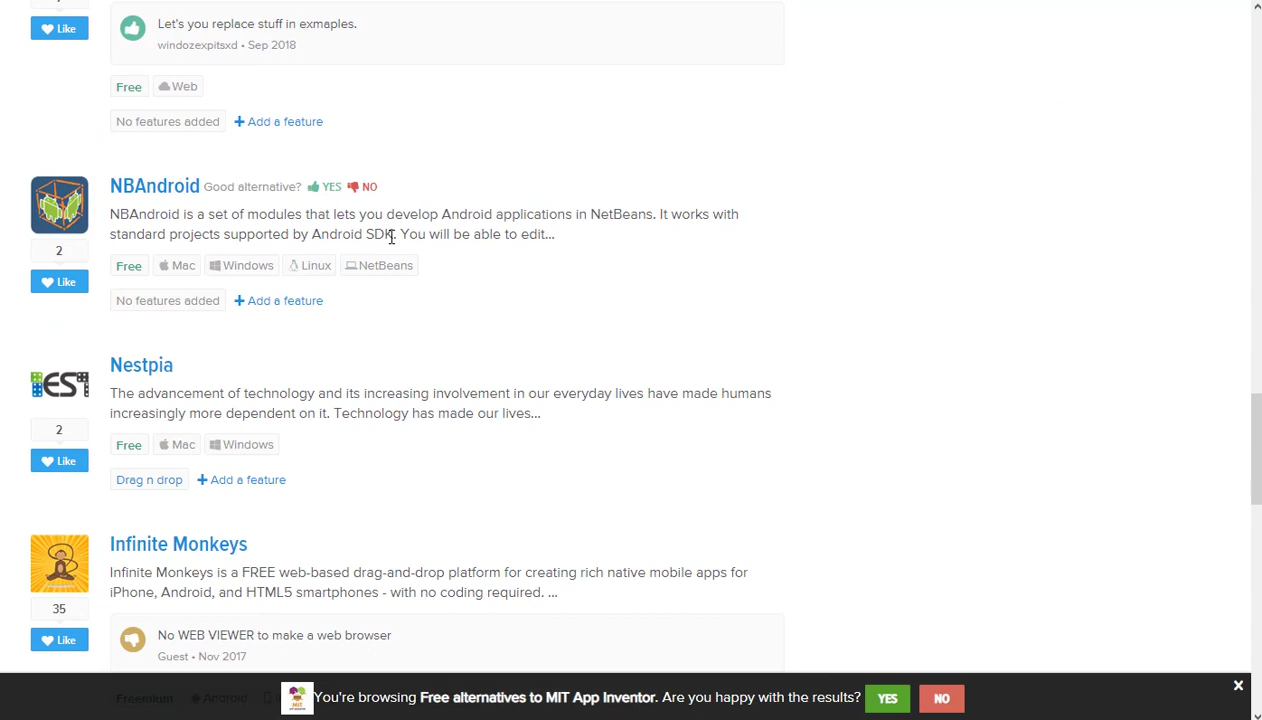 Like
Let's you replace stuff in exmaples.
windozexpitsxd • Sep 2018
Free Web
No features added + Add a feature
NBAndroid Good alternative? YES NO
NBAndroid is a set of modules that lets you develop Android applications in NetBeans. It works with
standard projects supported by Android SDK. You will be able to edit...
2
Like
Free Mac Windows Linux NetBeans
No features added + Add a feature
Nestpia
EST
The advancement of technology and its increasing involvement in our everyday lives have made humans
increasingly more dependent on it. Technology has made our lives...
2
Like
Free Mac Windows
Drag n drop + Add a feature
Infinite Monkeys
Infinite Monkeys is a FREE web-based drag-and-drop platform for creating rich native mobile apps for
iPhone, Android, and HTML5 smartphones - with no coding required. ...
35
Like
No WEB VIEWER to make a web browser
Guest • Nov 2017
Freemium Android
MIT
You're browsing Free alternatives to MIT App Inventor. Are you happy with the results? YES NO